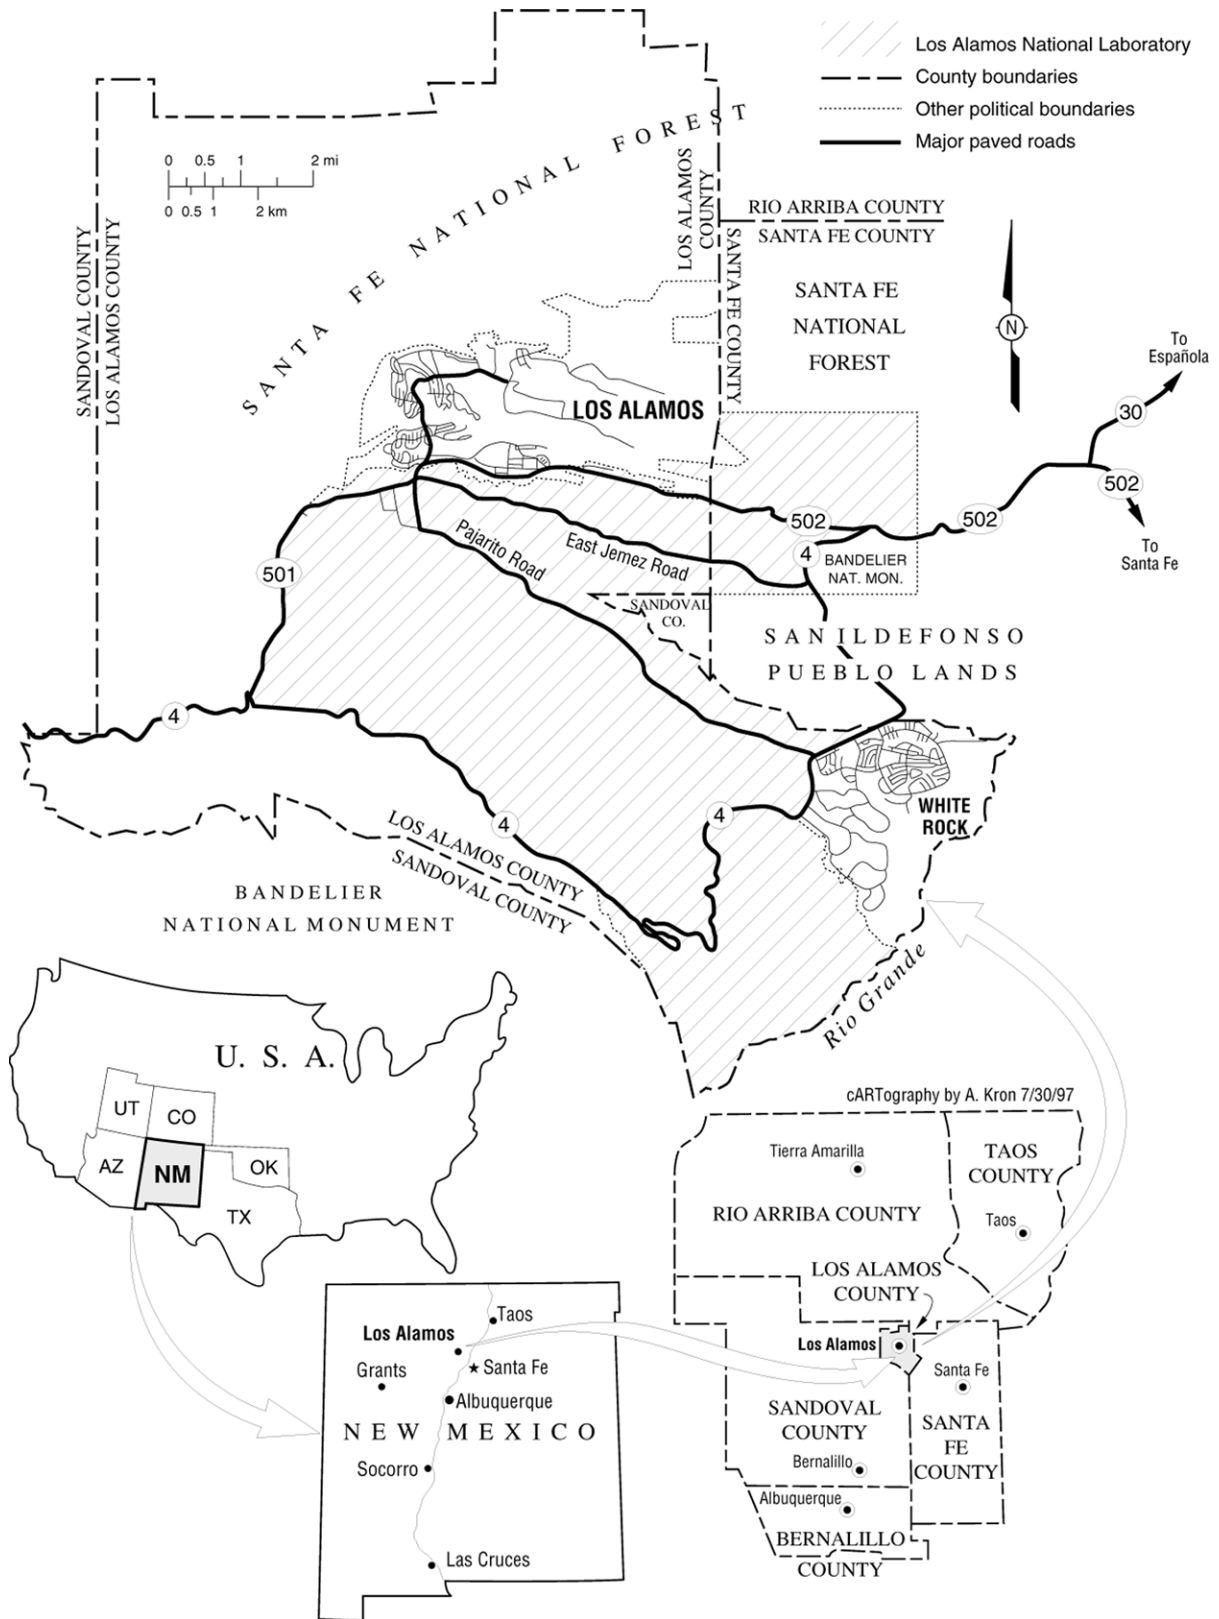 Los Alamos National Laboratory
County boundaries
Other political boundaries
Major paved roads
0 0.5 1 2 mi
0 0.5 1 2 km
SANTA FE NATIONAL FOREST
SANDOVAL COUNTY
LOS ALAMOS COUNTY
LOS ALAMOS
COUNTY
SANTA FE COUNTY
RIO ARRIBA COUNTY
SANTA FE COUNTY
SANTA FE
NATIONAL
FOREST
N
To
Española
30
502
To
Santa Fe
LOS ALAMOS
502
502
4
BANDELIER
NAT. MON.
501
Pajarito Road
East Jemez Road
SANDOVAL
CO.
SAN ILDEFONSO
PUEBLO LANDS
4
4
4
WHITE
ROCK
LOS ALAMOS COUNTY
SANDOVAL COUNTY
BANDELIER
NATIONAL MONUMENT
Rio Grande
U. S. A.
UT
CO
AZ
NM
OK
TX
cARTography by A. Kron 7/30/97
Tierra Amarilla
TAOS
COUNTY
RIO ARRIBA COUNTY
Taos
LOS ALAMOS
COUNTY
Los Alamos
Santa Fe
SANDOVAL
COUNTY
SANTA
FE
COUNTY
Bernalillo
Albuquerque
BERNALILLO
COUNTY
Taos
Los Alamos
Santa Fe
Grants
Albuquerque
NEW MEXICO
Socorro
Las Cruces